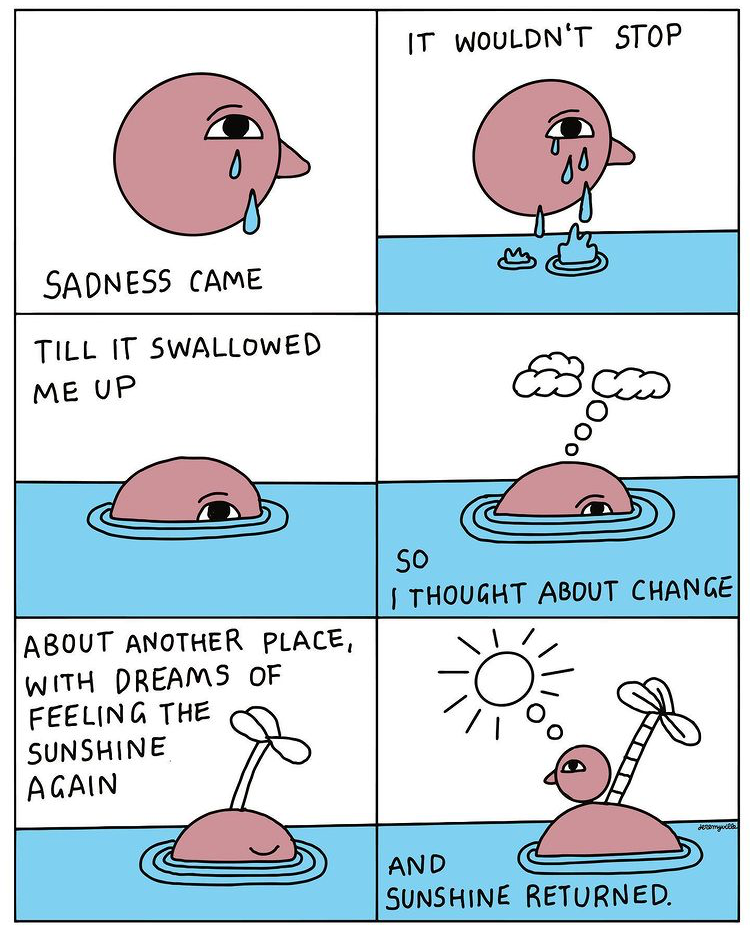 SADNESS CAME
IT WOULDN'T STOP
TILL IT SWALLOWED
ME UP
SO
I THOUGHT ABOUT CHANGE
ABOUT ANOTHER PLACE,
WITH DREAMS OF
FEELING THE
SUNSHINE
AGAIN
AND
SUNSHINE RETURNED.
Jeremyville